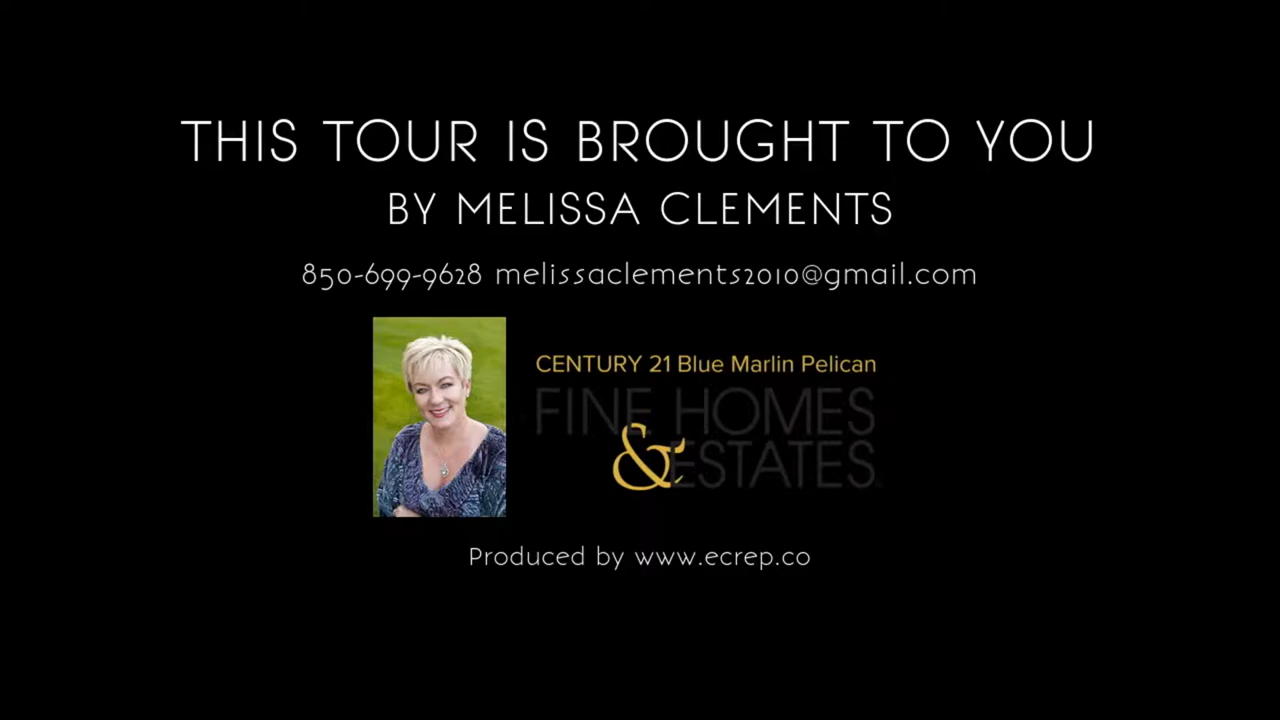 THIS TOUR IS BROUGHT TO YOU
BY MELISSA CLEMENTS
850-699-9628 melissaclements2010@gmail.com
CENTURY 21 Blue Marlin Pelican
FINE HOMES
& ESTATES
Produced by www.ecrep.co